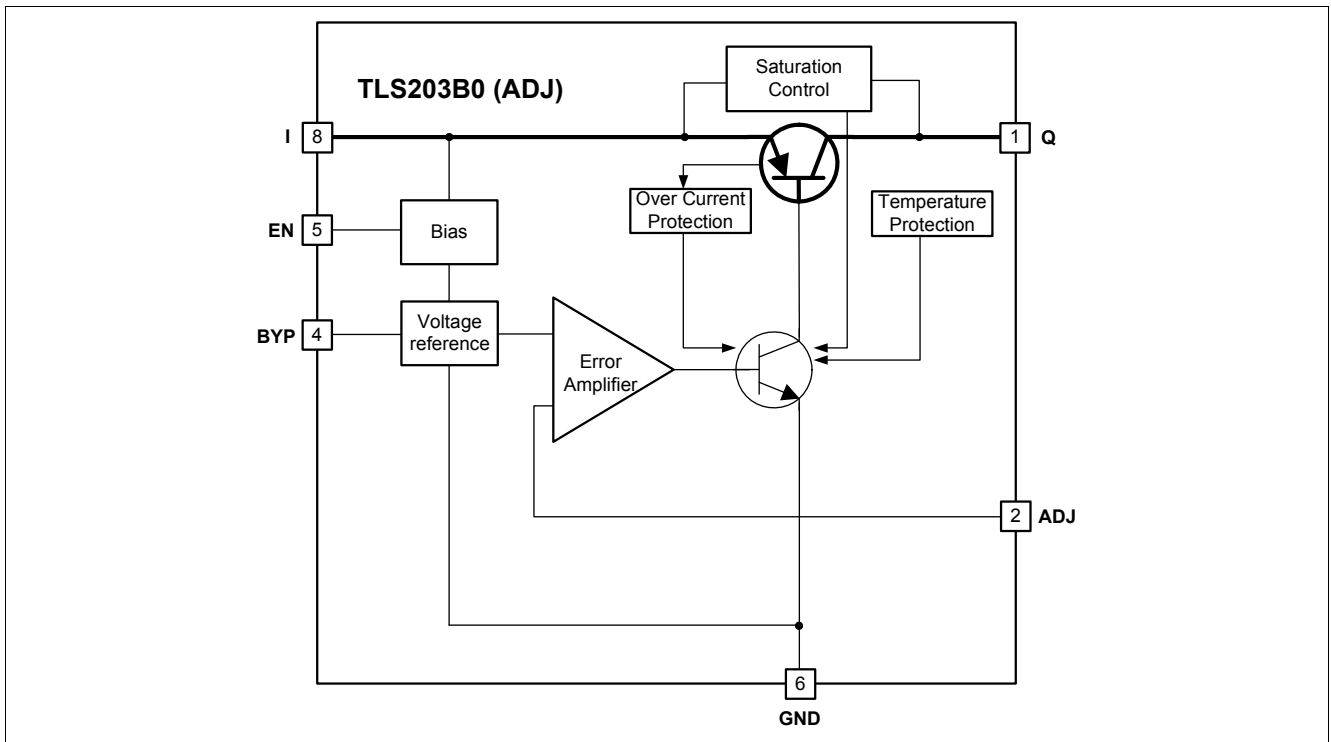 Saturation
Control
TLS203B0 (ADJ)
I
8
1
Q
Over Current
Protection
Temperature
Protection
EN
5
Bias
BYP
4
Voltage
reference
Error
Amplifier
2
ADJ
6
GND